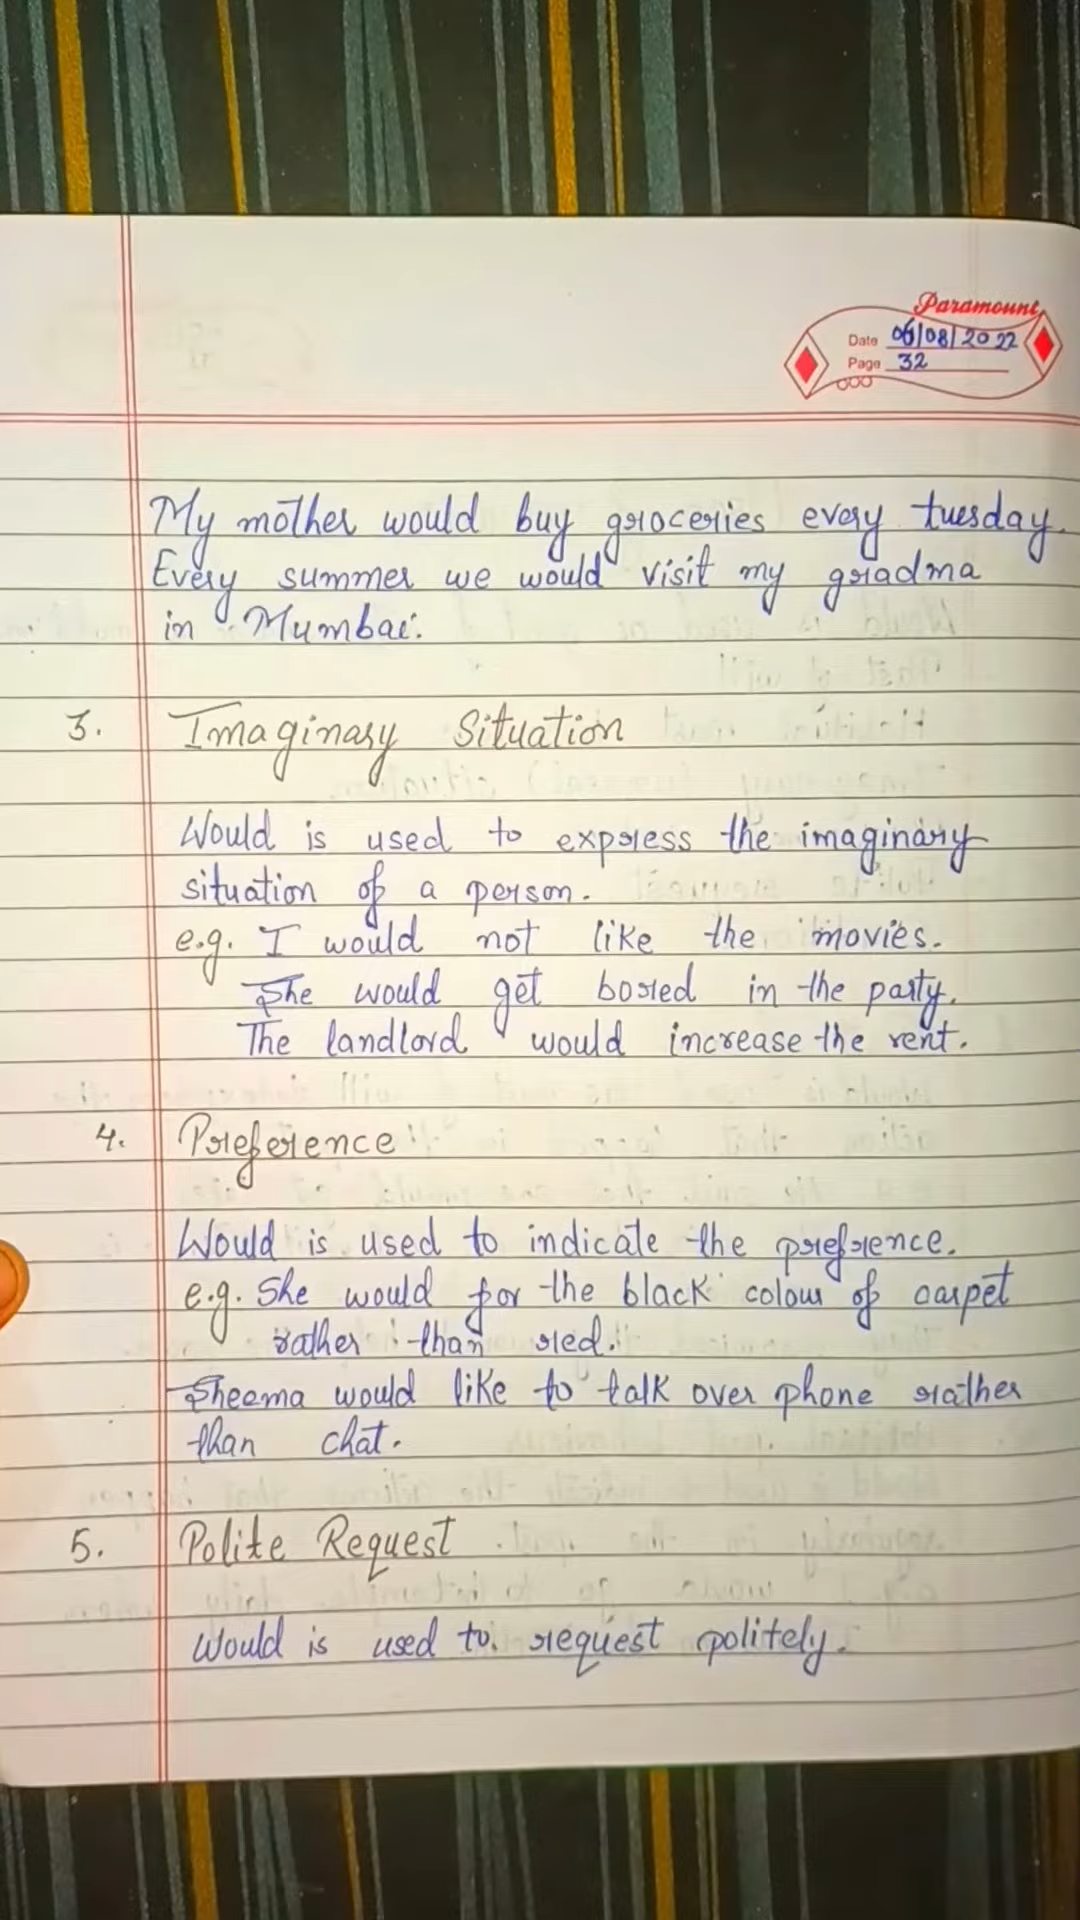 Paramount
Date 06/08/2022
Page 32
My mother would buy groceries every tuesday.
Every summer we would visit my gradma
in Mumbai.
3. Imaginary Situation
Would is used to express the imaginary
situation of a person.
e.g. I would not like the movies.
She would get bored in the party.
The landlord would increase the rent.
4. Preference
Would is used to indicate the prefrence.
e.g. She would for the black colour of carpet
rather than red.
Sheema would like to talk over phone rather
than chat.
5. Polite Request
Would is used to request politely.